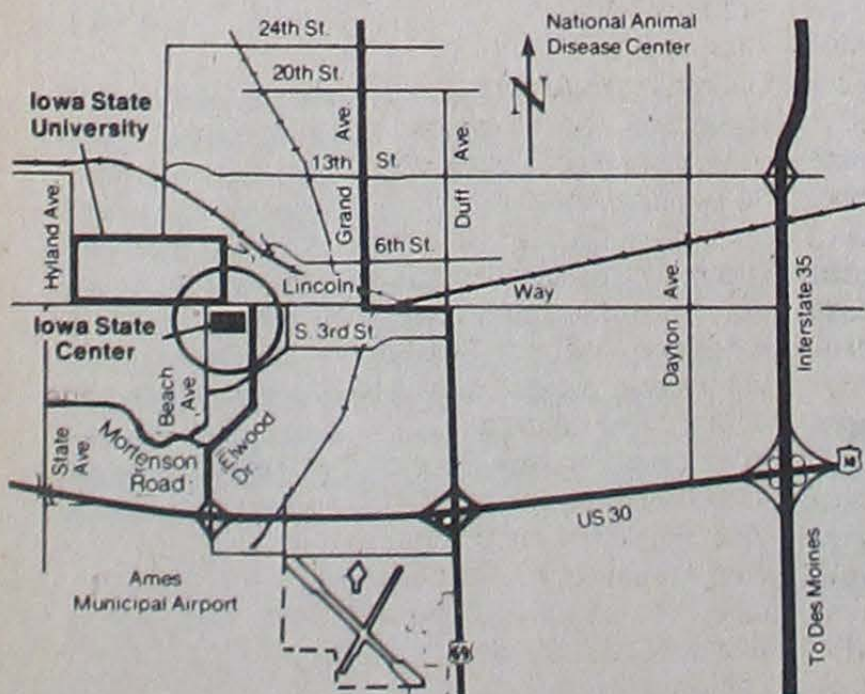 24th St.
National Animal
Disease Center
20th St.
N
Iowa State
University
Grand Ave.
Duff Ave.
13th St.
Hyland Ave.
6th St.
Lincoln Way
Dayton Ave.
Interstate 35
Iowa State
Center
S. 3rd St.
Beach
Ave
State
Ave.
Mortenson
Road
Elwood
Dr
US 30
Ames
Municipal Airport
To Des Moines
69